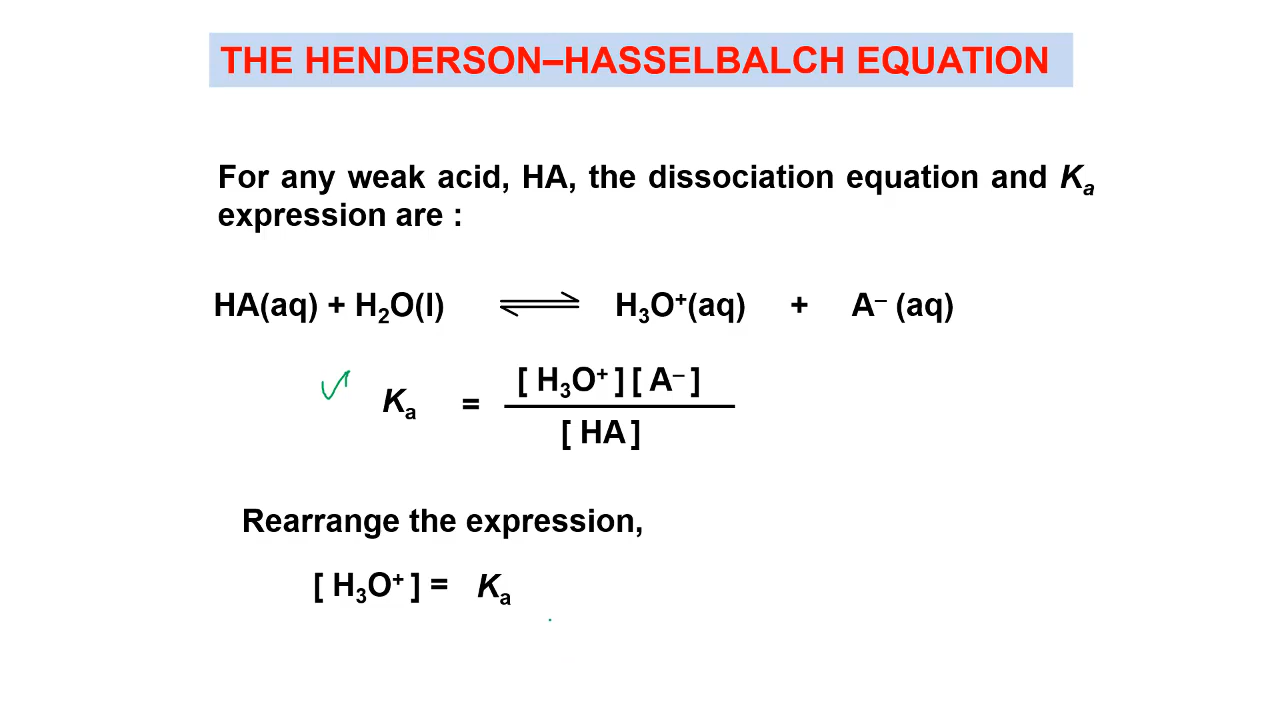 THE HENDERSON–HASSELBALCH EQUATION
For any weak acid, HA, the dissociation equation and Kₐ
expression are :
HA(aq) + H₂O(l) ⇌ H₃O⁺(aq) + A⁻ (aq)
Kₐ = [ H₃O⁺ ] [ A⁻ ]
[ HA ]
Rearrange the expression,
[ H₃O⁺ ] = Kₐ